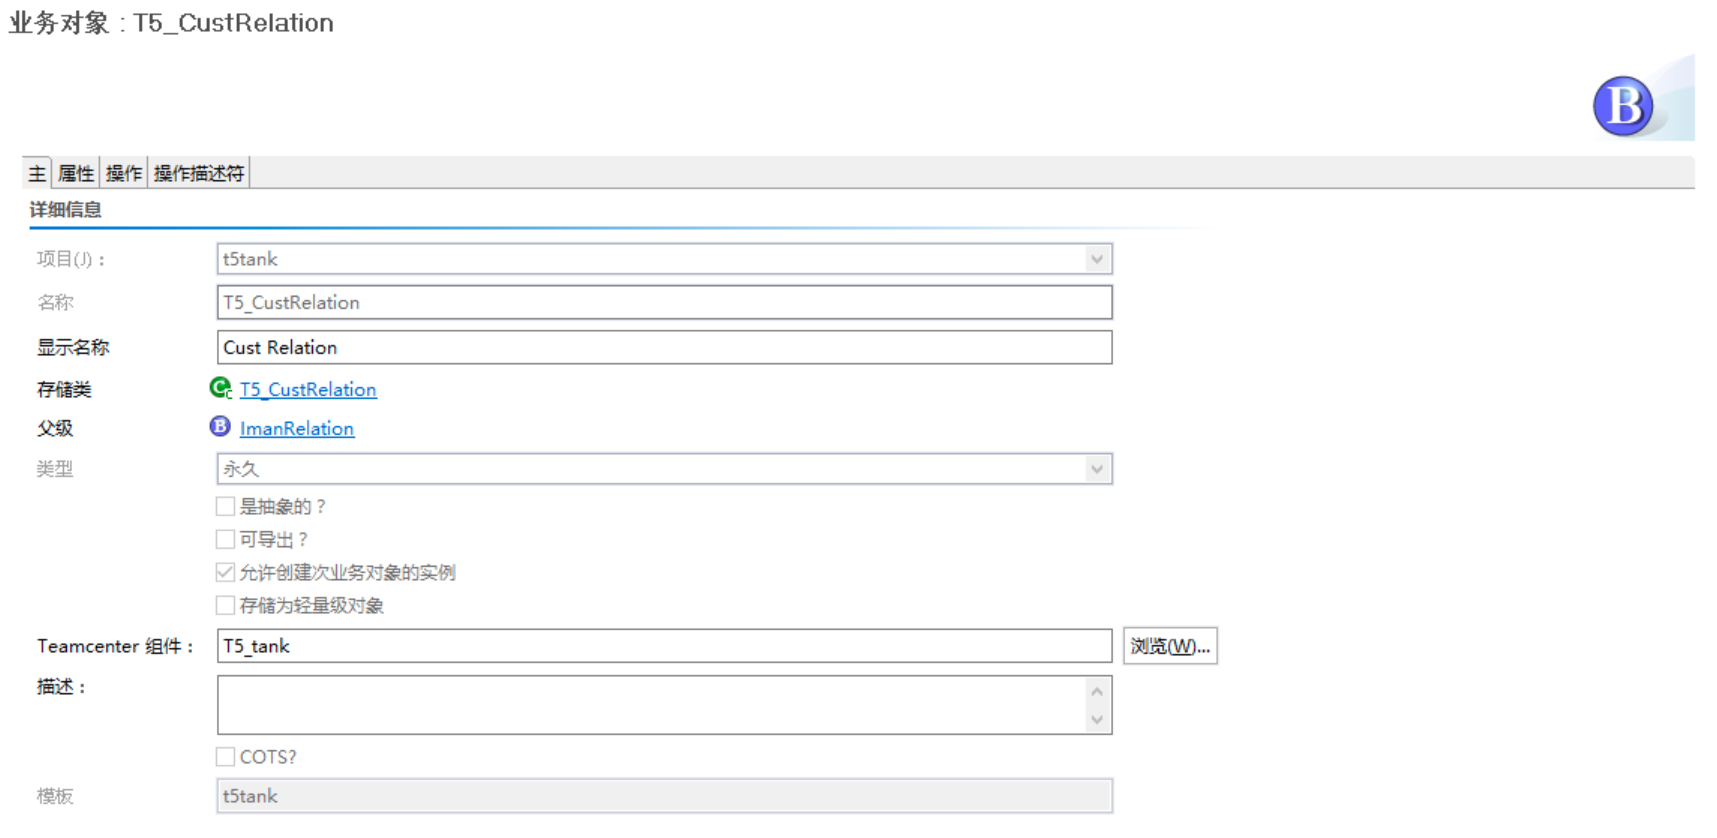 业务对象 : T5_CustRelation
B
主 属性 操作 操作描述符
详细信息
项目(J)： t5tank
名称 T5_CustRelation
显示名称 Cust Relation
存储类 T5_CustRelation
父级 ImanRelation
类型 永久
是抽象的？
可导出？
允许创建次业务对象的实例
存储为轻量级对象
Teamcenter 组件： T5_tank 浏览(W)...
描述：
COTS?
模板 t5tank